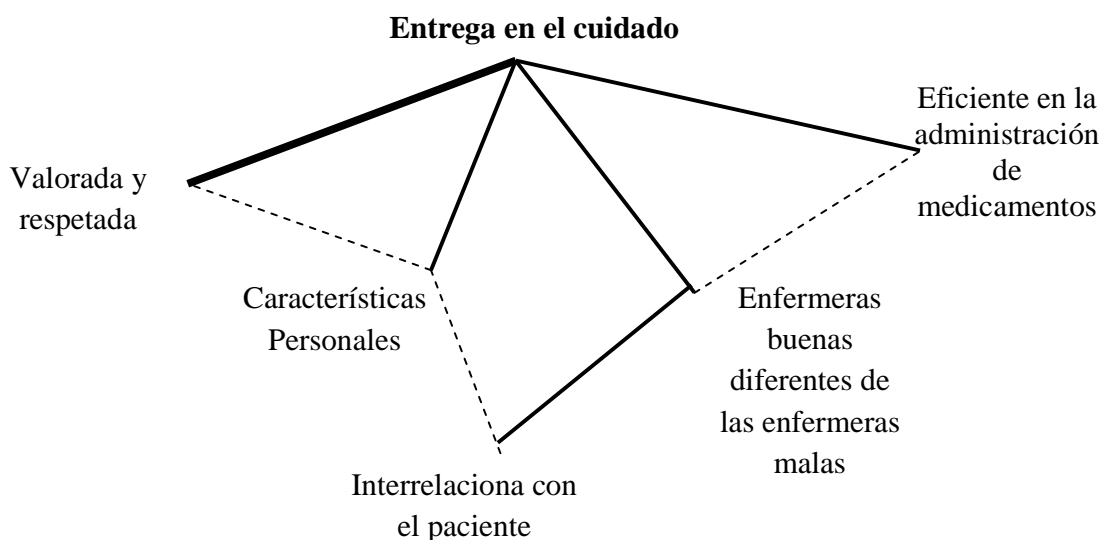 Entrega en el cuidado
Eficiente en la
administración
de
medicamentos
Valorada y
respetada
Características
Personales
Enfermeras
buenas
diferentes de
las enfermeras
malas
Interrelaciona con
el paciente